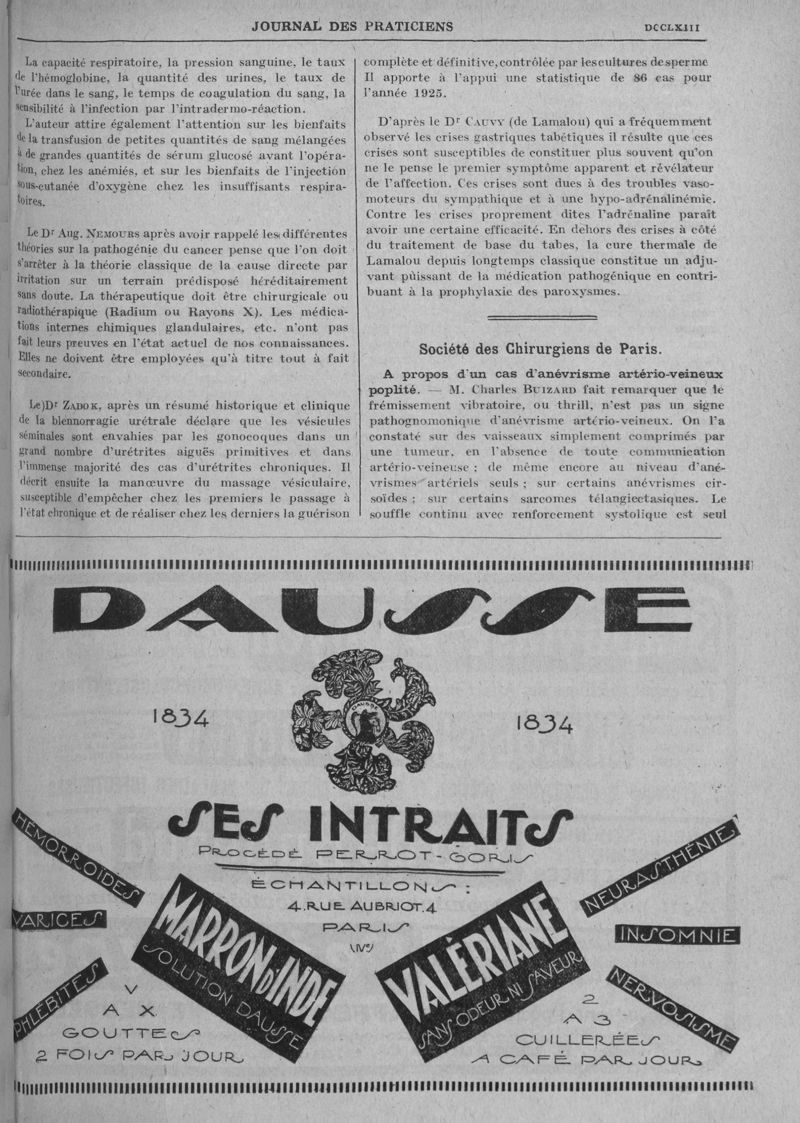 JOURNAL DES PRATICIENS
DCCLXIII
La capacité respiratoire, la pression sanguine, le taux
de l'hémoglobine, la quantité des urines, le taux de
l'urée dans le sang, le temps de coagulation du sang, la
sensibilité à l'infection par l'intradermo-réaction.
L'auteur attire également l'attention sur les bienfaits
de la transfusion de petites quantités de sang mélangées
à de grandes quantités de sérum glucosé avant l'opéra-
tion, chez les anémiés, et sur les bienfaits de l'injection
sous-cutanée d'oxygène chez les insuffisants respira-
toires.
Le Dr Aug. NEMOURS après avoir rappelé les différentes
théories sur la pathogénie du cancer pense que l'on doit
s'arrêter à la théorie classique de la cause directe par
irritation sur un terrain prédisposé héréditairement
sans doute. La thérapeutique doit être chirurgicale ou
radiothérapique (Radium ou Rayons X). Les médica-
tions internes chimiques glandulaires, etc. n'ont pas
fait leurs preuves en l'état actuel de nos connaissances.
Elles ne doivent être employées qu'à titre tout à fait
secondaire.
Le)Dr ZADOK, après un résumé historique et clinique
de la blennorragie urétrale déclare que les vésicules
séminales sont envahies par les gonocoques dans un
grand nombre d'urétrites aiguës primitives et dans
l'immense majorité des cas d'urétrites chroniques. Il
décrit ensuite la manœuvre du massage vésiculaire,
susceptible d'empêcher chez les premiers le passage à
l'état chronique et de réaliser chez les derniers la guérison
complète et définitive, contrôlée par les cultures de sperme
Il apporte à l'appui une statistique de 86 cas pour
l'année 1925.
D'après le Dr CAUVY (de Lamalou) qui a fréquemment
observé les crises gastriques tabétiques il résulte que ces
crises sont susceptibles de constituer plus souvent qu'on
ne le pense le premier symptôme apparent et révélateur
de l'affection. Ces crises sont dues à des troubles vaso-
moteurs du sympathique et à une hypo-adrénalinémie.
Contre les crises proprement dites l'adrénaline paraît
avoir une certaine efficacité. En dehors des crises à côté
du traitement de base du tabes, la cure thermale de
Lamalou depuis longtemps classique constitue un adju-
vant puissant de la médication pathogénique en contri-
buant à la prophylaxie des paroxysmes.
Société des Chirurgiens de Paris.
A propos d'un cas d'anévrisme artério-veineux
poplité. — M. Charles BUIZARD fait remarquer que le
frémissement vibratoire, ou thrill, n'est pas un signe
pathognomonique d'anévrisme artério-veineux. On l'a
constaté sur des vaisseaux simplement comprimés par
une tumeur, en l'absence de toute communication
artério-veineuse ; de même encore au niveau d'ané-
vrismes artériels seuls ; sur certains anévrismes cir-
soïdes ; sur certains sarcomes télangiectasiques. Le
souffle continu avec renforcement systolique est seul
DAUSSE
1834
DAUSSE
1834
SES INTRAITS
PROCÉDÉ PERROT-GORIS
ÉCHANTILLONS :
4.RUE AUBRIOT.4
PARIS
(IVe)
HÉMORROÏDES
VARICES
PHLÉBITES
MARRON D'INDE
SOLUTION DAUSSE
V
A X
GOUTTES
2 FOIS PAR JOUR
VALÉRIANE
SANS ODEUR NI SAVEUR
NEURASTHÉNIE
INSOMNIE
NERVOSISME
2
A 3
CUILLERÉES
A CAFÉ PAR JOUR